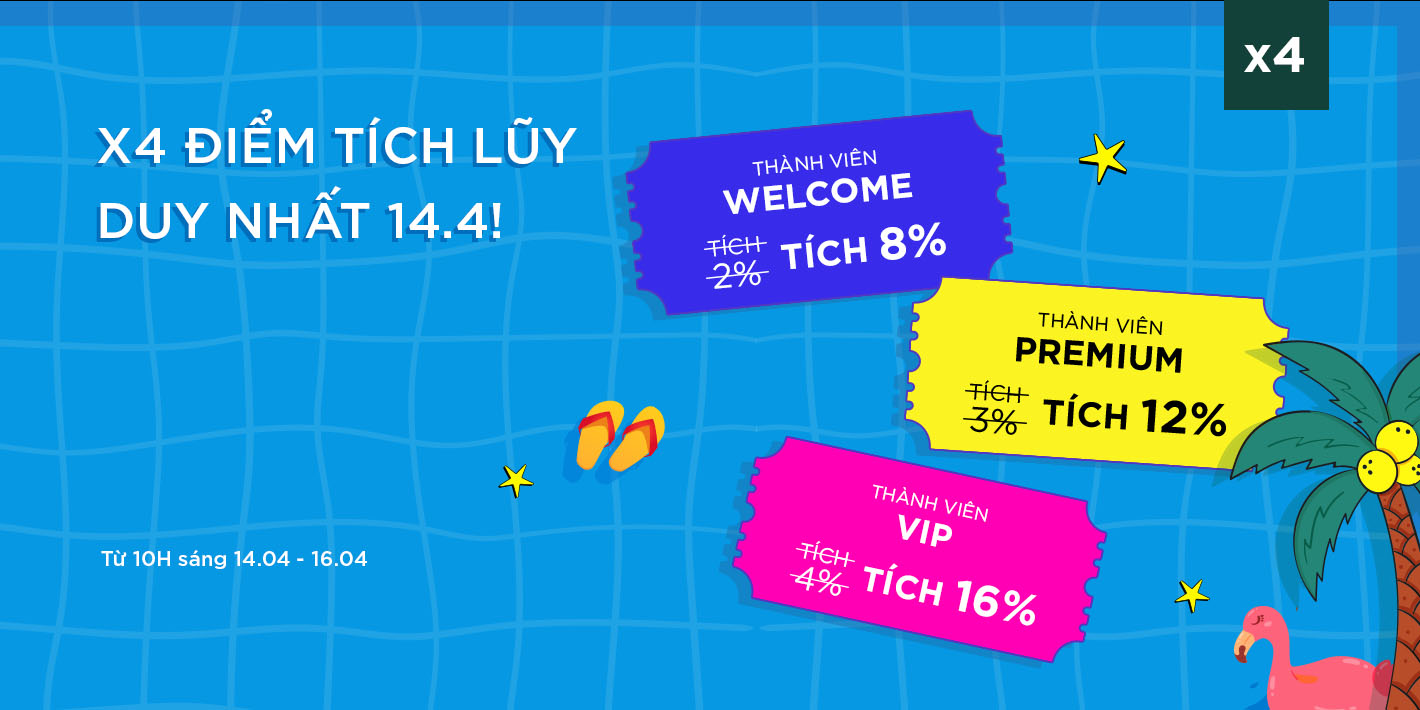 x4
X4 ĐIỂM TÍCH LŨY
DUY NHẤT 14.4!
THÀNH VIÊN
WELCOME
TÍCH
2%
TÍCH 8%
THÀNH VIÊN
PREMIUM
TÍCH
3%
TÍCH 12%
THÀNH VIÊN
VIP
TÍCH
4%
TÍCH 16%
Từ 10H sáng 14.04 - 16.04